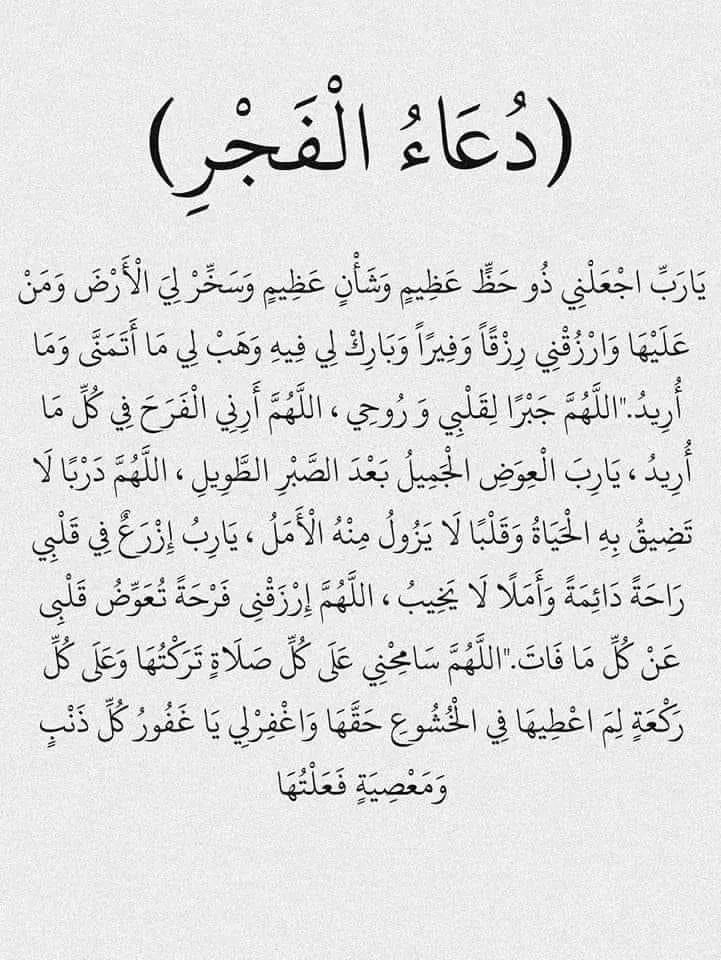 (دُعَاءُ الْفَجْرِ)
يَارَبِّ اجْعَلْنِي ذُو حَظٍّ عَظِيمٍ وَشَأْنٍ عَظِيمٍ وَسَخِّرْ لِيَ الْأَرْضَ وَمَنْ
عَلَيْهَا وَارْزُقْنِي رِزْقاً وَفِيراً وَبَارِكْ لِي فِيهِ وَهَبْ لِي مَا أَتَمَنَّى وَمَا
أُرِيدُ."اللَّهُمَّ جَبْرًا لِقَلْبِي وَ رُوحِي ، اللَّهُمَّ أَرِنِي الْفَرَحَ فِي كُلِّ مَا
أُرِيدُ ، يَارِبَ الْعِوَضِ الْجَمِيلُ بَعْدَ الصَّبْرِ الطَّوِيلِ ، اللَّهُمَّ دَرْبًا لَا
تَضِيقُ بِهِ الْحَيَاةُ وَقَلْبًا لَا يَزُولُ مِنْهُ الْأَمَلُ ، يَارِبُ إِزْرَعٌ فِي قَلْبِي
رَاحَةً دَائِمَةً وَأَمَلًا لَا يَخِيبُ ، اللَّهُمَّ إِرْزَقْنِي فَرْحَةً تُعَوِّضُ قَلْبِى
عَنْ كُلِّ مَا فَاتَ."اللَّهُمَّ سَامِحْنِي عَلَى كُلِّ صَلَاةٍ تَرَكْتُهَا وَعَلَى كُلِّ
رَكْعَةٍ لِمَ اعْطِيهَا فِي الْخُشُوعِ حَقَّهَا وَاغْفِرْلِي يَا غَفُورُ كُلِّ ذَنْبٍ
وَمَعْصِيَةٍ فَعَلْتُهَا